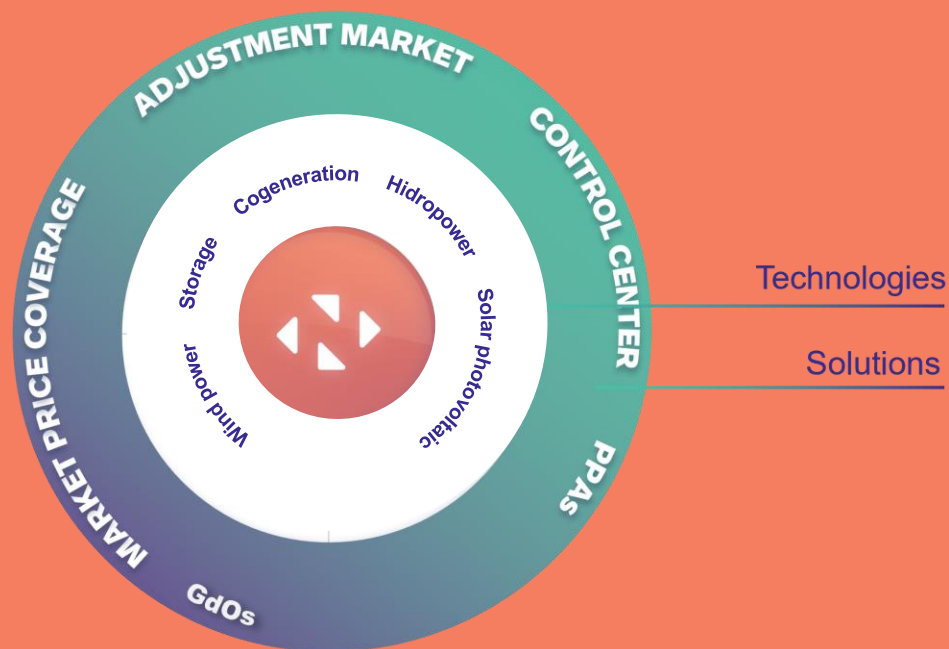 ADJUSTMENT MARKET
CONTROL CENTER
PPAs
GdOs
MARKET PRICE COVERAGE
Cogeneration
Hidropower
Solar photovoltaic
Wind power
Storage
Technologies
Solutions